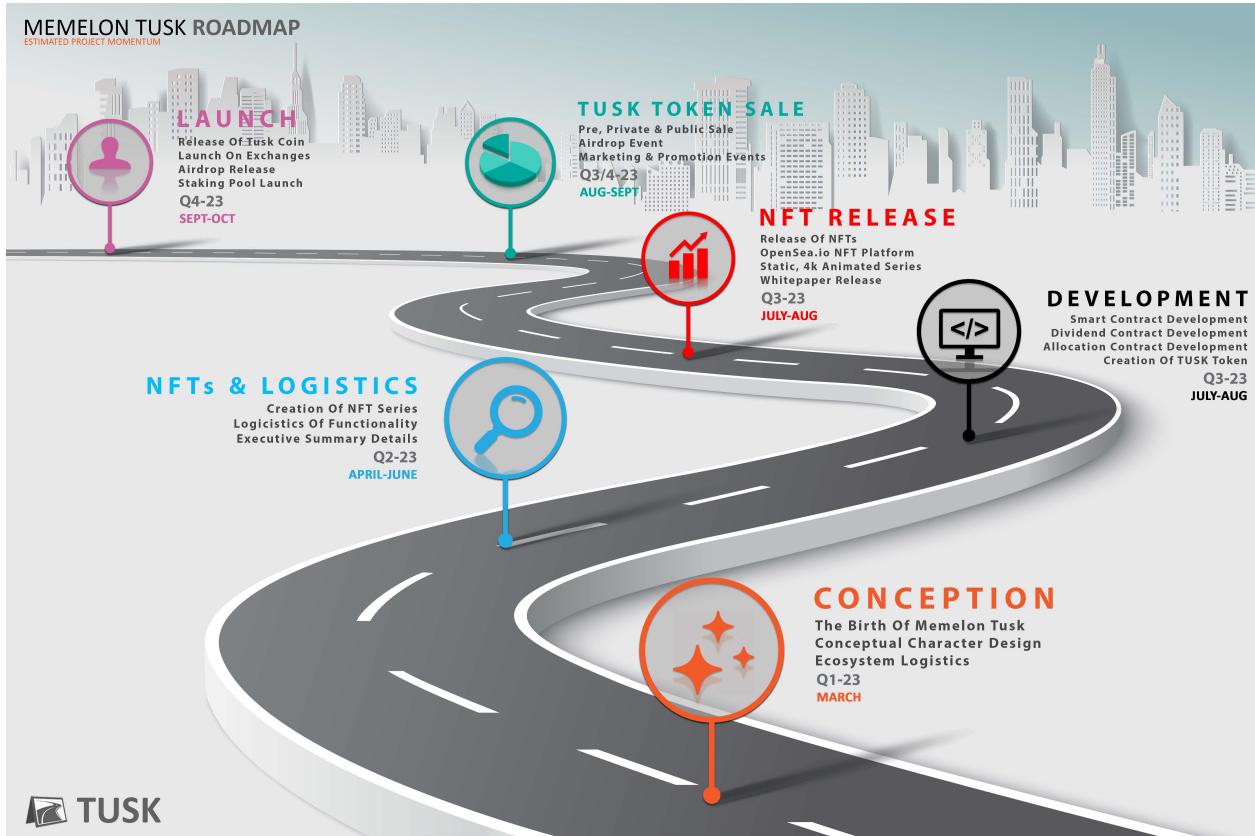 MEMELON TUSK ROADMAP
ESTIMATED PROJECT MOMENTUM
LAUNCH
Release Of Tusk Coin
Launch On Exchanges
Airdrop Release
Staking Pool Launch
Q4-23
SEPT-OCT
TUSK TOKEN SALE
Pre, Private & Public Sale
Airdrop Event
Marketing & Promotion Events
Q3/4-23
AUG-SEPT
NFT RELEASE
Release Of NFTs
OpenSea.io NFT Platform
Static, 4k Animated Series
Whitepaper Release
Q3-23
JULY-AUG
</>
DEVELOPMENT
Smart Contract Development
Dividend Contract Development
Allocation Contract Development
Creation Of TUSK Token
Q3-23
JULY-AUG
NFTs & LOGISTICS
Creation Of NFT Series
Logicistics Of Functionality
Executive Summary Details
Q2-23
APRIL-JUNE
CONCEPTION
The Birth Of Memelon Tusk
Conceptual Character Design
Ecosystem Logistics
Q1-23
MARCH
TUSK